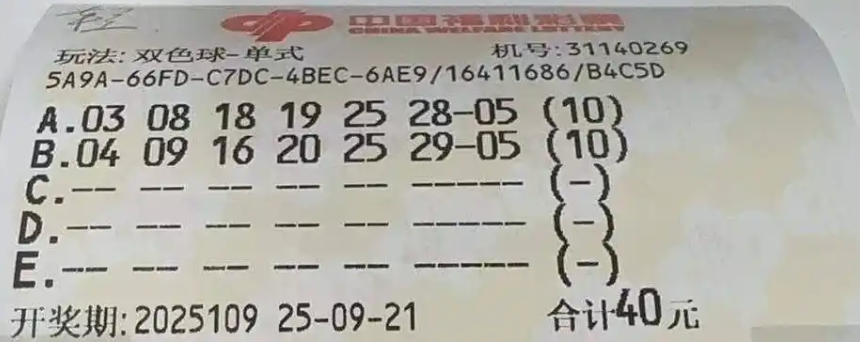 中国福利彩票
CHINA WELFARE LOTTERY
玩法: 双色球-单式 机号:31140269
5A9A-66FD-C7DC-4BEC-6AE9/16411686/B4C5D
A.03 08 18 19 25 28-05 (10)
B.04 09 16 20 25 29-05 (10)
C.-- -- -- -- -- -----  (-)
D.-- -- -- -- -- -----  (-)
E.-- -- -- -- -- -----  (-)
开奖期:2025109 25-09-21 合计40元